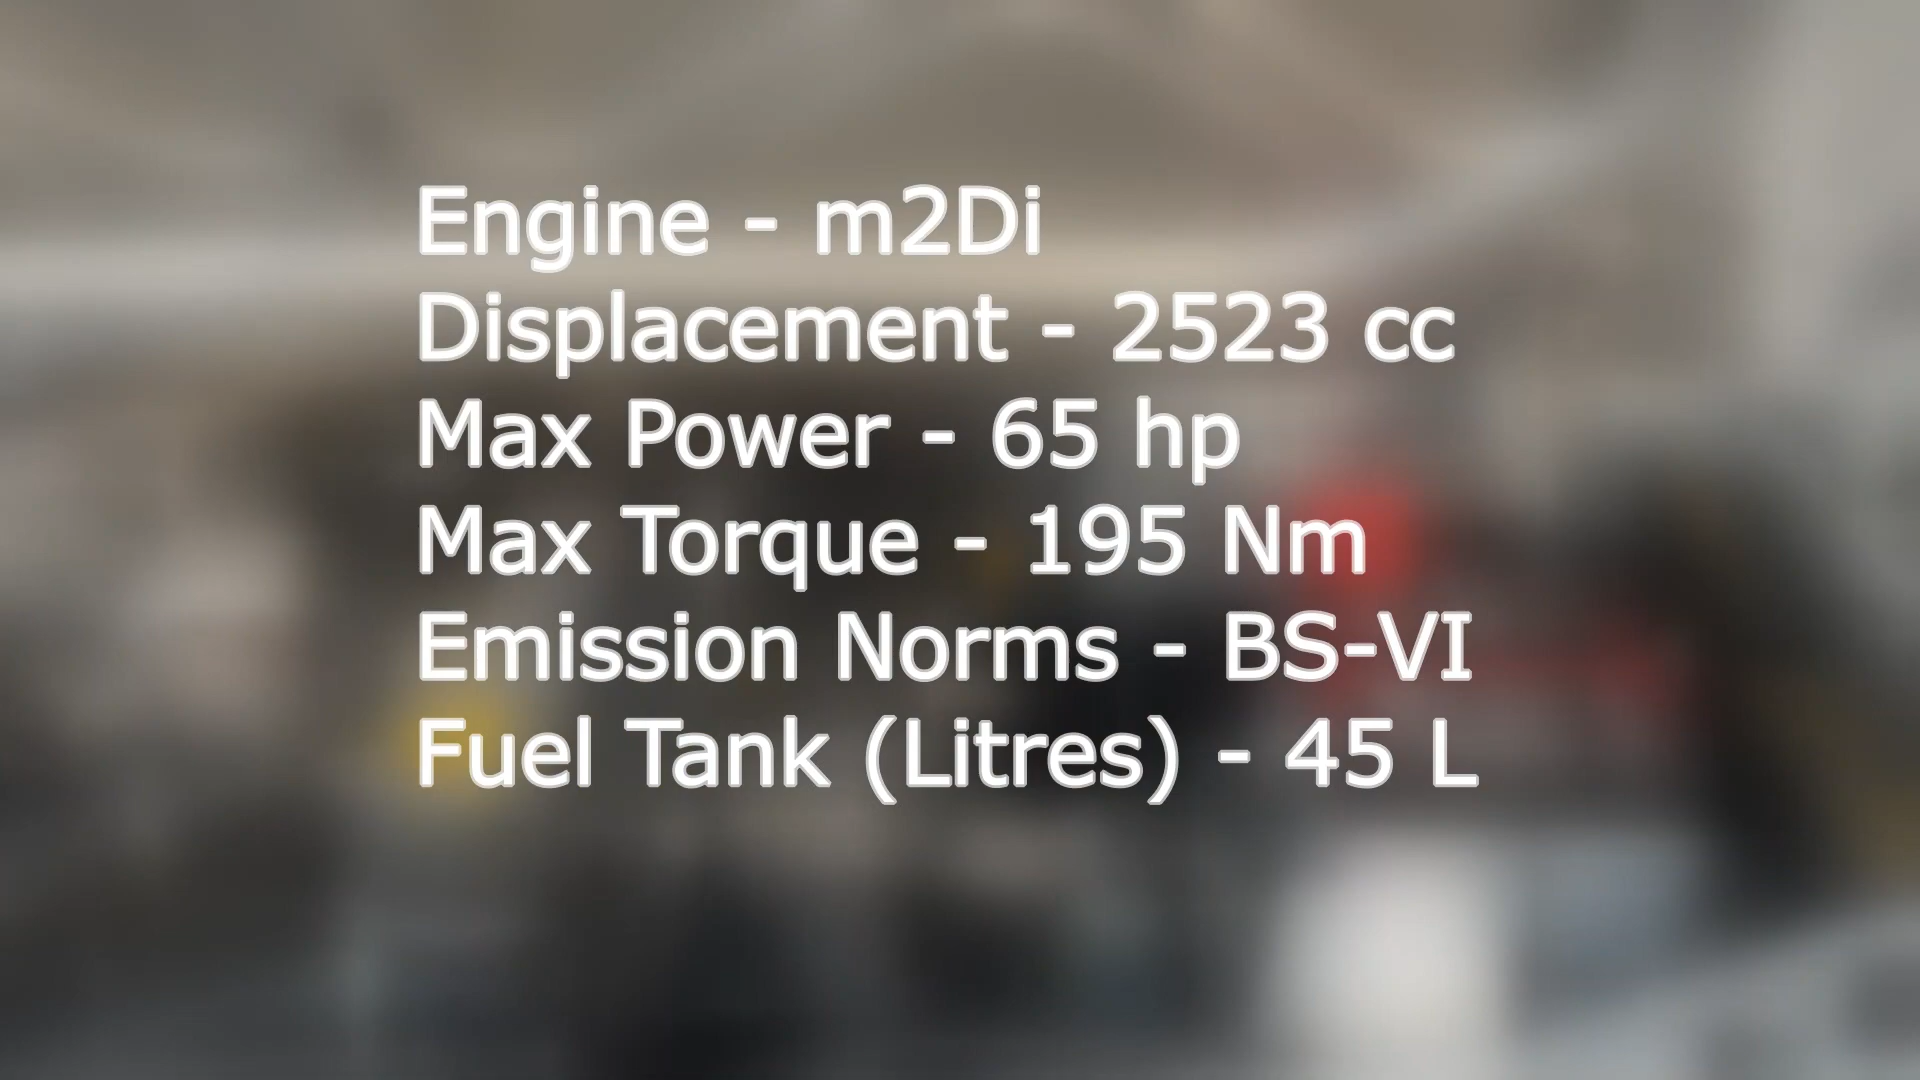 Engine - m2Di
Displacement - 2523 cc
Max Power - 65 hp
Max Torque - 195 Nm
Emission Norms - BS-VI
Fuel Tank (Litres) - 45 L